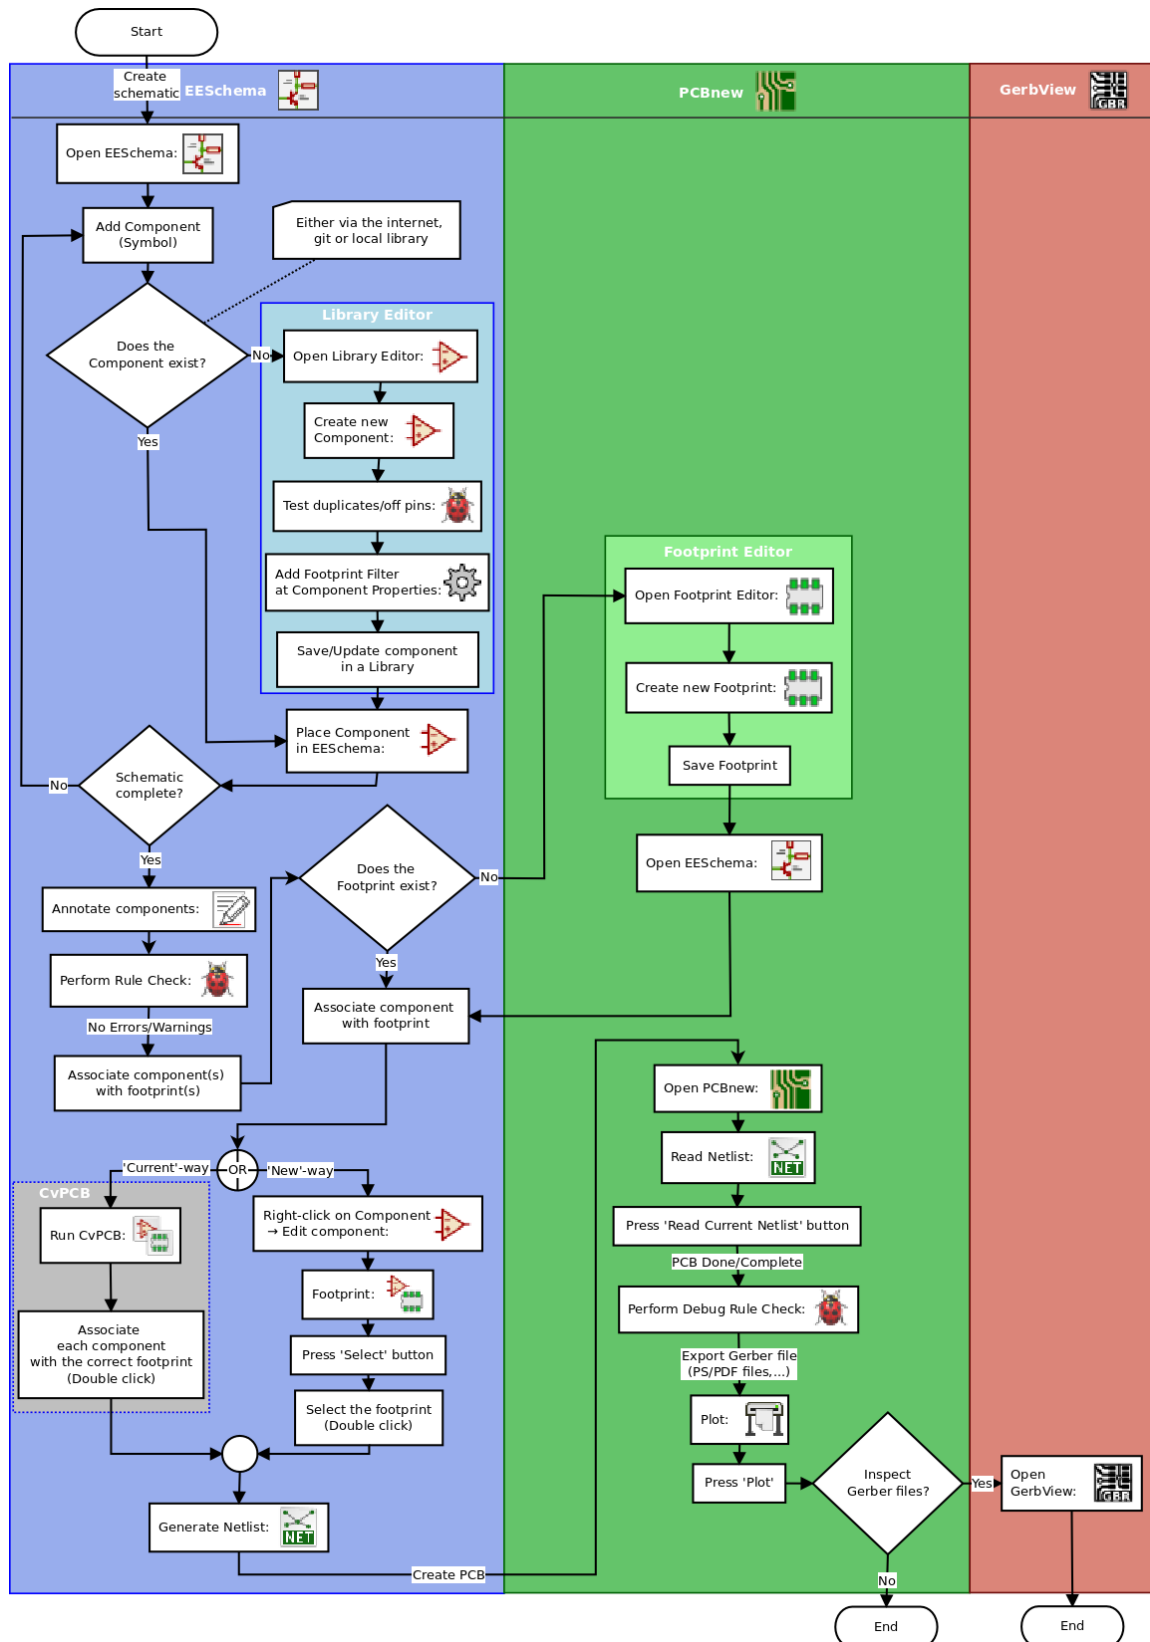 Start
Create
schematic
EESchema
PCBnew
GerbView
GBR
Open EESchema:
Add Component
(Symbol)
Either via the internet,
git or local library
Does the
Component exist?
No
Yes
Library Editor
Open Library Editor:
Create new
Component:
Test duplicates/off pins:
Add Footprint Filter
at Component Properties:
Save/Update component
in a Library
Place Component
in EESchema:
Schematic
complete?
No
Yes
Annotate components:
Perform Rule Check:
No Errors/Warnings
Associate component(s)
with footprint(s)
Does the
Footprint exist?
No
Yes
Footprint Editor
Open Footprint Editor:
Create new Footprint:
Save Footprint
Open EESchema:
Associate component
with footprint
OR
'Current'-way
'New'-way
CvPCB
Run CvPCB:
Associate
each component
with the correct footprint
(Double click)
Right-click on Component
→ Edit component:
Footprint:
Press 'Select' button
Select the footprint
(Double click)
Generate Netlist:
NET
Create PCB
Open PCBnew:
Read Netlist:
NET
Press 'Read Current Netlist' button
PCB Done/Complete
Perform Debug Rule Check:
Export Gerber file
(PS/PDF files,...)
Plot:
Press 'Plot'
Inspect
Gerber files?
Yes
No
Open
GerbView:
GBR
End
End